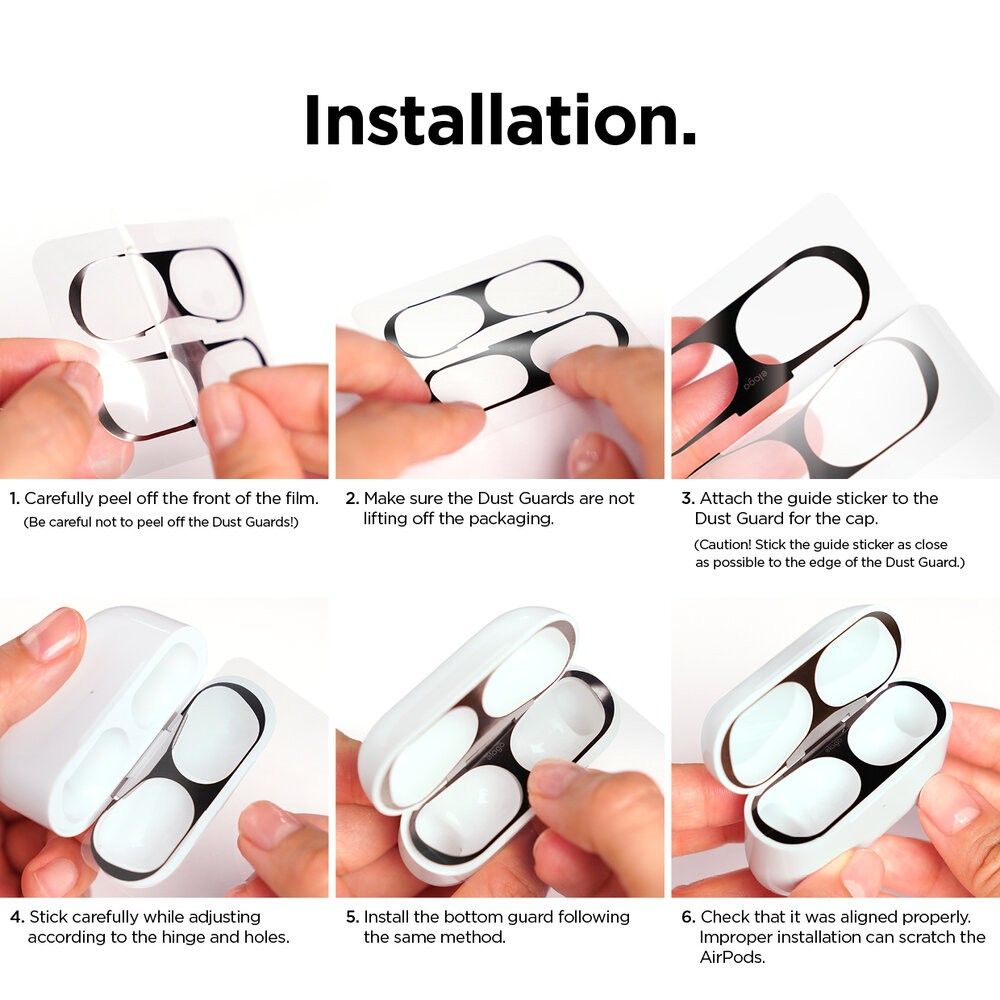 Installation.
1. Carefully peel off the front of the film.
(Be careful not to peel off the Dust Guards!)
2. Make sure the Dust Guards are not
lifting off the packaging.
3. Attach the guide sticker to the
Dust Guard for the cap.
(Caution! Stick the guide sticker as close
as possible to the edge of the Dust Guard.)
elago
4. Stick carefully while adjusting
according to the hinge and holes.
5. Install the bottom guard following
the same method.
elago
6. Check that it was aligned properly.
Improper installation can scratch the
AirPods.
elago